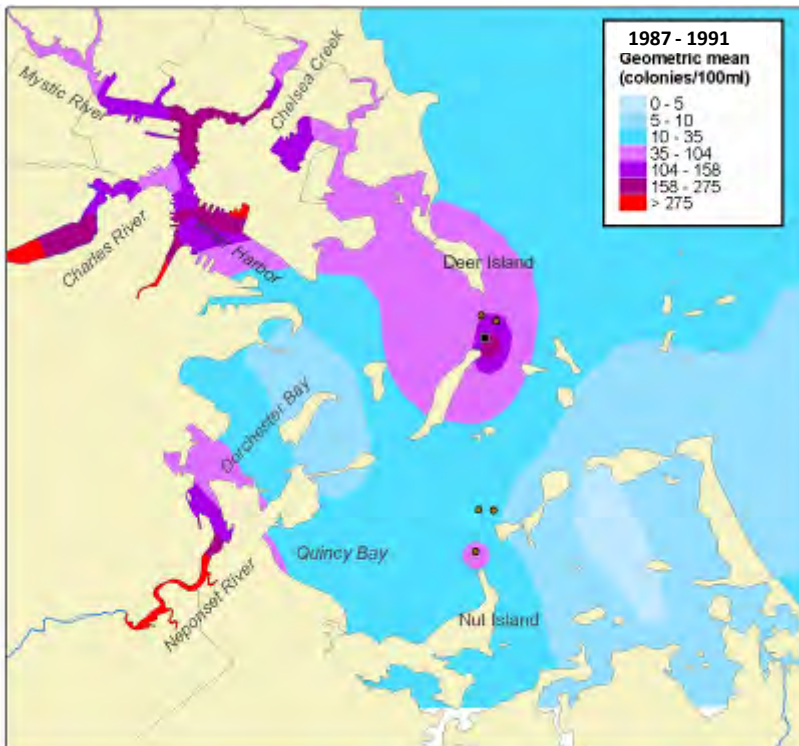 1987 - 1991
Geometric mean
(colonies/100ml)
0 - 5
5 - 10
10 - 35
35 - 104
104 - 158
158 - 275
> 275
Mystic River
Chelsea Creek
Charles River
Harbor
Deer Island
Dorchester Bay
Quincy Bay
Neponset River
Nut Island